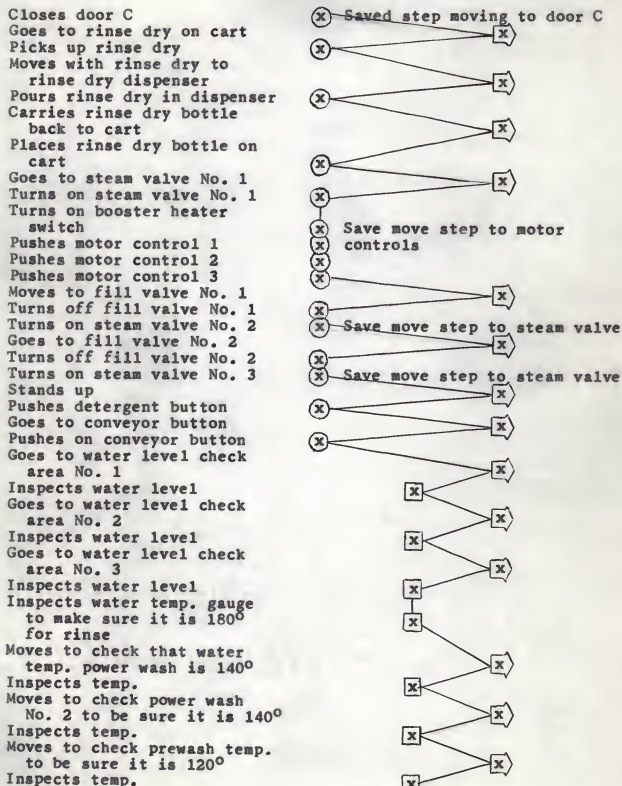 Closes door C Saved step moving to door C
Goes to rinse dry on cart x
Picks up rinse dry x
Moves with rinse dry to
rinse dry dispenser x
Pours rinse dry in dispenser x
Carries rinse dry bottle
back to cart x
Places rinse dry bottle on
cart x
Goes to steam valve No. 1 x
Turns on steam valve No. 1 x
Turns on booster heater
switch x Save move step to motor
Pushes motor control 1 x controls
Pushes motor control 2 x
Pushes motor control 3 x
Moves to fill valve No. 1 x
Turns off fill valve No. 1 x
Turns on steam valve No. 2 x Save move step to steam valve
Goes to fill valve No. 2 x
Turns off fill valve No. 2 x
Turns on steam valve No. 3 x Save move step to steam valve
Stands up x
Pushes detergent button x
Goes to conveyor button x
Pushes on conveyor button x
Goes to water level check
area No. 1 x
Inspects water level x
Goes to water level check
area No. 2 x
Inspects water level x
Goes to water level check
area No. 3 x
Inspects water level x
Inspects water temp. gauge
to make sure it is 180° x
for rinse
Moves to check that water
temp. power wash is 140° x
Inspects temp. x
Moves to check power wash
No. 2 to be sure it is 140° x
Inspects temp. x
Moves to check prewash temp.
to be sure it is 120° x
Inspects temp. x